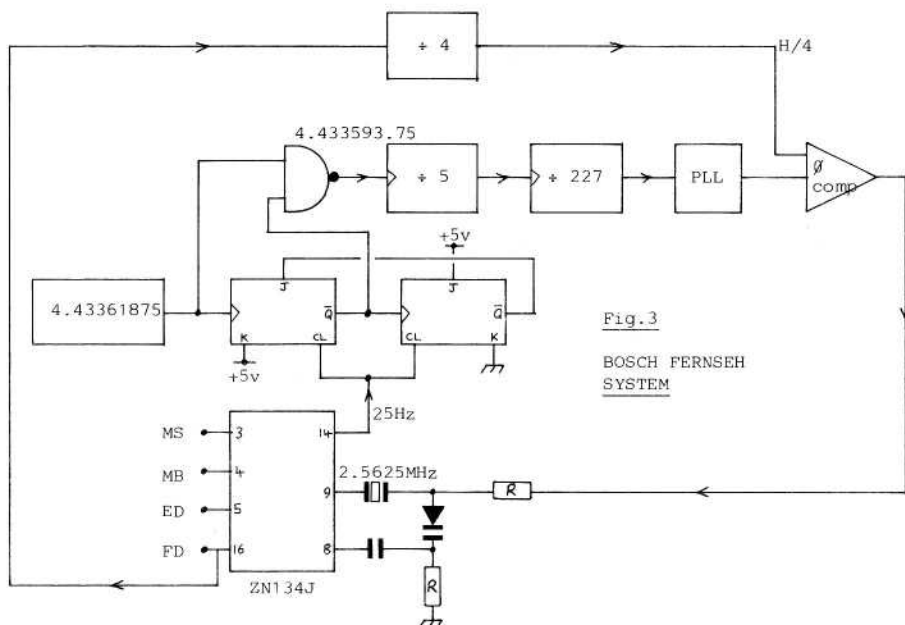 ÷ 4
H/4
4.433593.75
÷ 5
÷ 227
PLL
Ø
comp
+5v
J
J
4.43361875
Q̅
Q̅
K
CL
CL
K
+5v
Fig.3
BOSCH FERNSEH
SYSTEM
25Hz
MS
3
14
MB
4
2.5625MHz
9
R
ED
5
FD
16
8
ZN134J
R